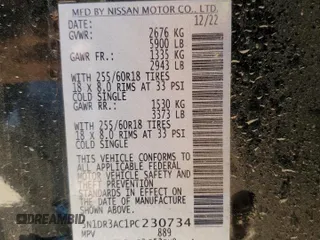 MFD BY NISSAN MOTOR CO., LTD.
DATE: 12/22
GVWR: 2676 KG
5900 LB
GAWR FR.: 1335 KG
2943 LB
WITH 255/60R18 TIRES
18 X 8.0 RIMS AT 33 PSI
COLD SINGLE
GAWR RR.: 1530 KG
3373 LB
WITH 255/60R18 TIRES
18 X 8.0 RIMS AT 33 PSI
COLD SINGLE
THIS VEHICLE CONFORMS TO
ALL APPLICABLE FEDERAL
MOTOR VEHICLE SAFETY AND
THEFT PREVENTION
STANDARDS IN EFFECT ON
THE DATE OF MANUFACTURE
SHOWN ABOVE
5N1DR3AC1PC230734
MPV 889
DREAMBID